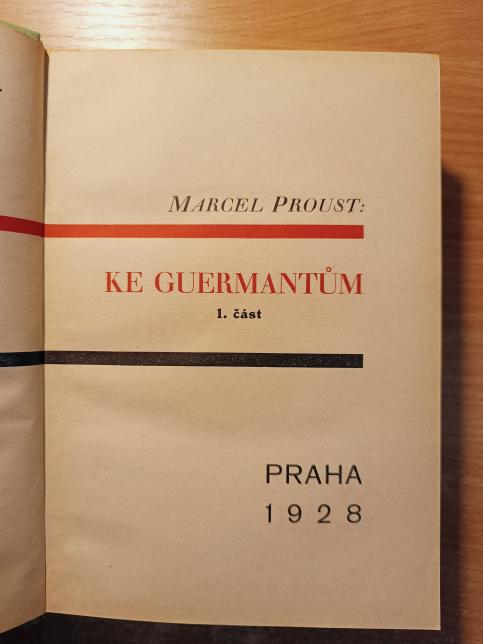 MARCEL PROUST:
KE GUERMANTŮM
1. část
PRAHA
1928